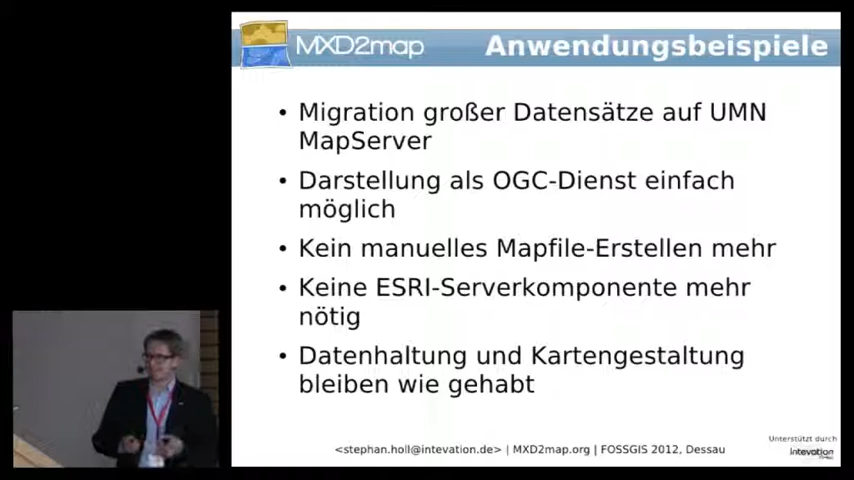 MXD2map
Anwendungsbeispiele
• Migration großer Datensätze auf UMN
MapServer
• Darstellung als OGC-Dienst einfach
möglich
• Kein manuelles Mapfile-Erstellen mehr
• Keine ESRI-Serverkomponente mehr
nötig
• Datenhaltung und Kartengestaltung
bleiben wie gehabt
Unterstützt durch
Intevation
<stephan.holl@intevation.de> | MXD2map.org | FOSSGIS 2012, Dessau